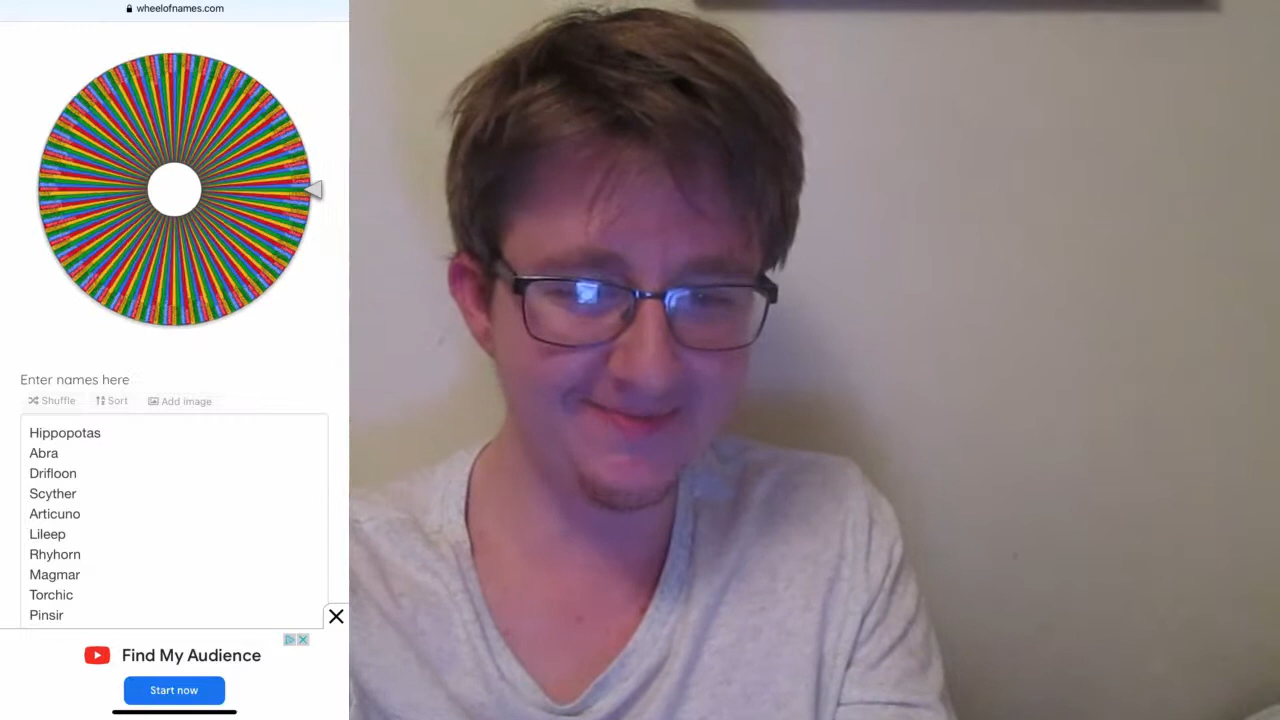 wheelofnames.com
Enter names here
Shuffle Sort Add image
Hippopotas
Abra
Drifloon
Scyther
Articuno
Lileep
Rhyhorn
Magmar
Torchic
Pinsir
Find My Audience
Start now